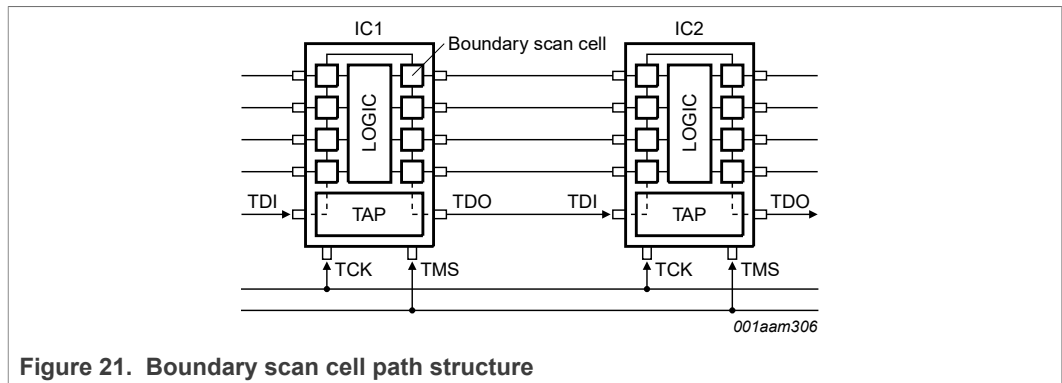 IC1
IC2
Boundary scan cell
LOGIC
LOGIC
TDI
TAP
TDO
TDI
TAP
TDO
TCK
TMS
TCK
TMS
001aam306
Figure 21. Boundary scan cell path structure